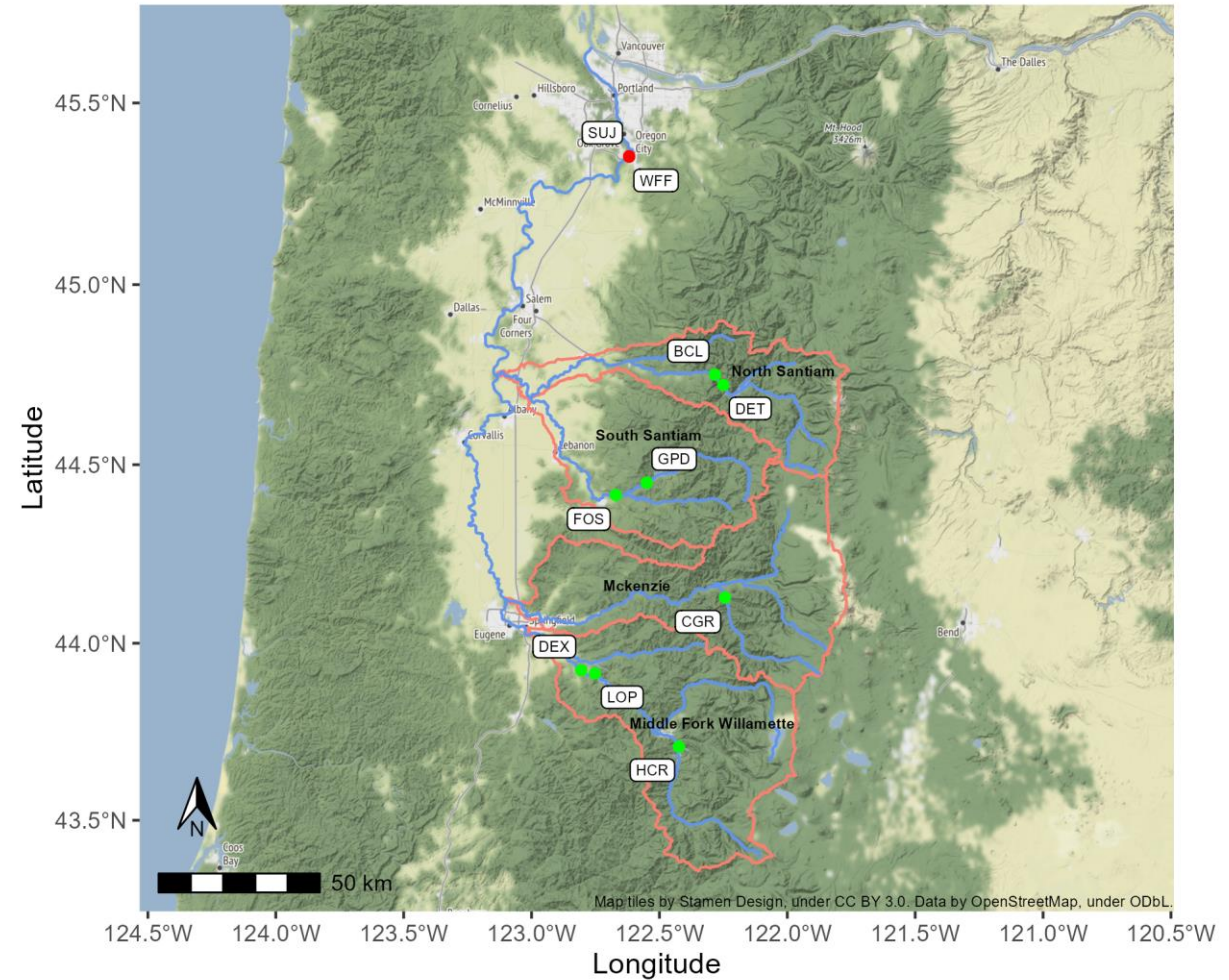 Vancouver
The Dalles
Hillsboro
Portland
Cornelius
45.5°N
SUJ
Oregon
City
Mt. Hood
3426m
WFF
McMinnville
45.0°N
Salem
Dallas
Four
Corners
BCL
North Santiam
DET
Albany
Corvallis
Lebanon
South Santiam
44.5°N
GPD
FOS
Mckenzie
CGR
Springfield
Eugene
Bend
44.0°N
DEX
LOP
Middle Fork Willamette
HCR
43.5°N
N
Coos
Bay
50 km
Map tiles by Stamen Design, under CC BY 3.0. Data by OpenStreetMap, under ODbL.
124.5°W 124.0°W 123.5°W 123.0°W 122.5°W 122.0°W 121.5°W 121.0°W 120.5°W
Longitude
Latitude